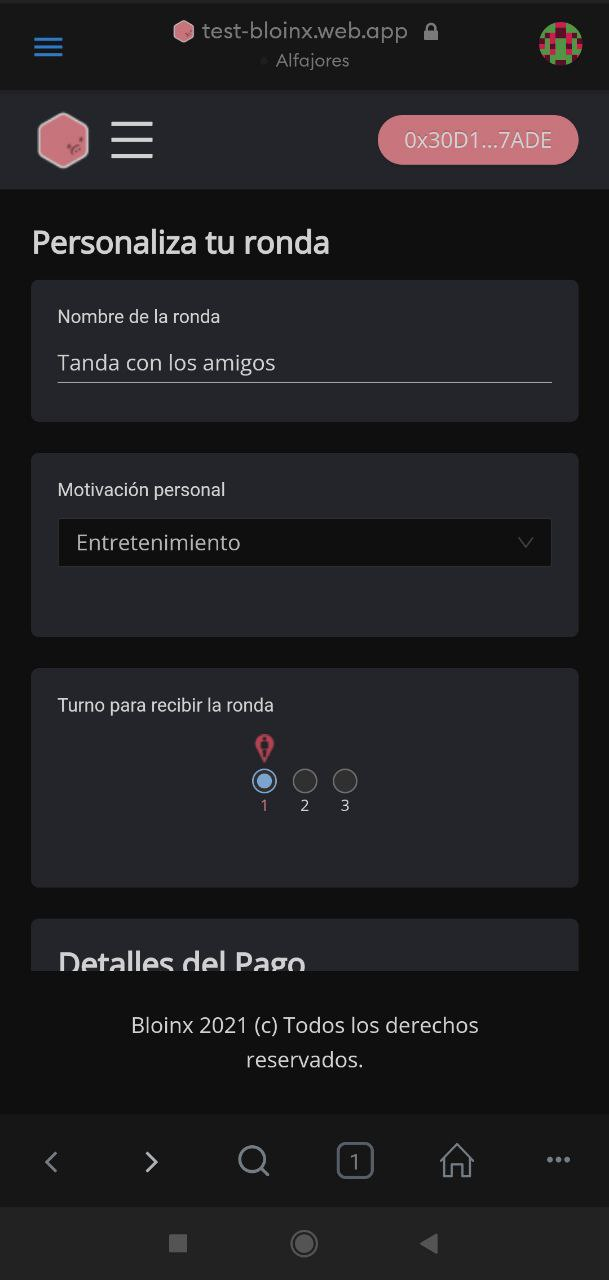 test-bloinx.web.app
Alfajores
0x30D1...7ADE
Personaliza tu ronda
Nombre de la ronda
Tanda con los amigos
Motivación personal
Entretenimiento
Turno para recibir la ronda
1 2 3
Detalles del Pago
Bloinx 2021 (c) Todos los derechos
reservados.
1